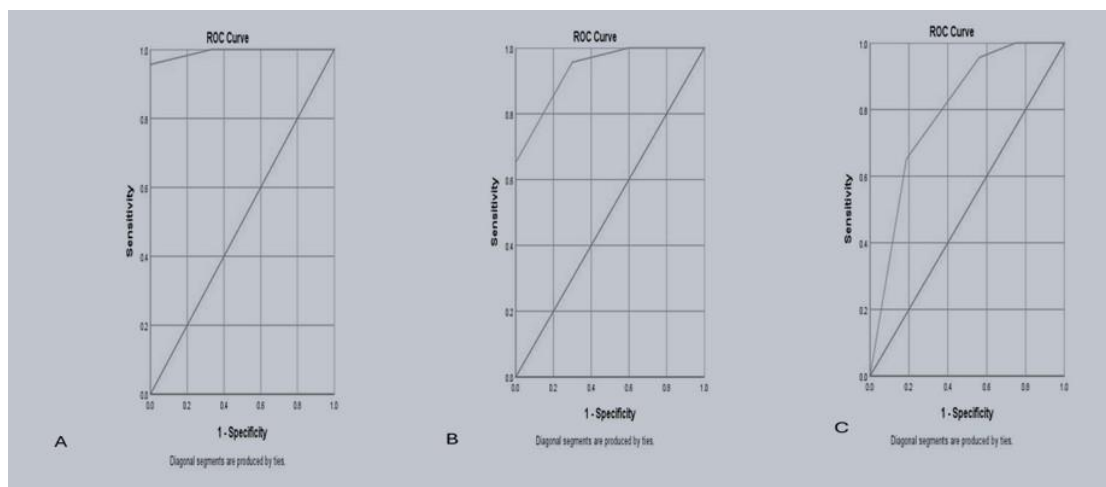 ROC Curve
1.0
0.8
0.6
0.4
0.2
0.0
0.0 0.2 0.4 0.6 0.8 1.0
Sensitivity
1 - Specificity
A
Diagonal segments are produced by ties.
ROC Curve
1.0
0.8
0.6
0.4
0.2
0.0
0.0 0.2 0.4 0.6 0.8 1.0
Sensitivity
1 - Specificity
B
Diagonal segments are produced by ties.
ROC Curve
1.0
0.8
0.6
0.4
0.2
0.0
0.0 0.2 0.4 0.6 0.8 1.0
Sensitivity
1 - Specificity
C
Diagonal segments are produced by ties.